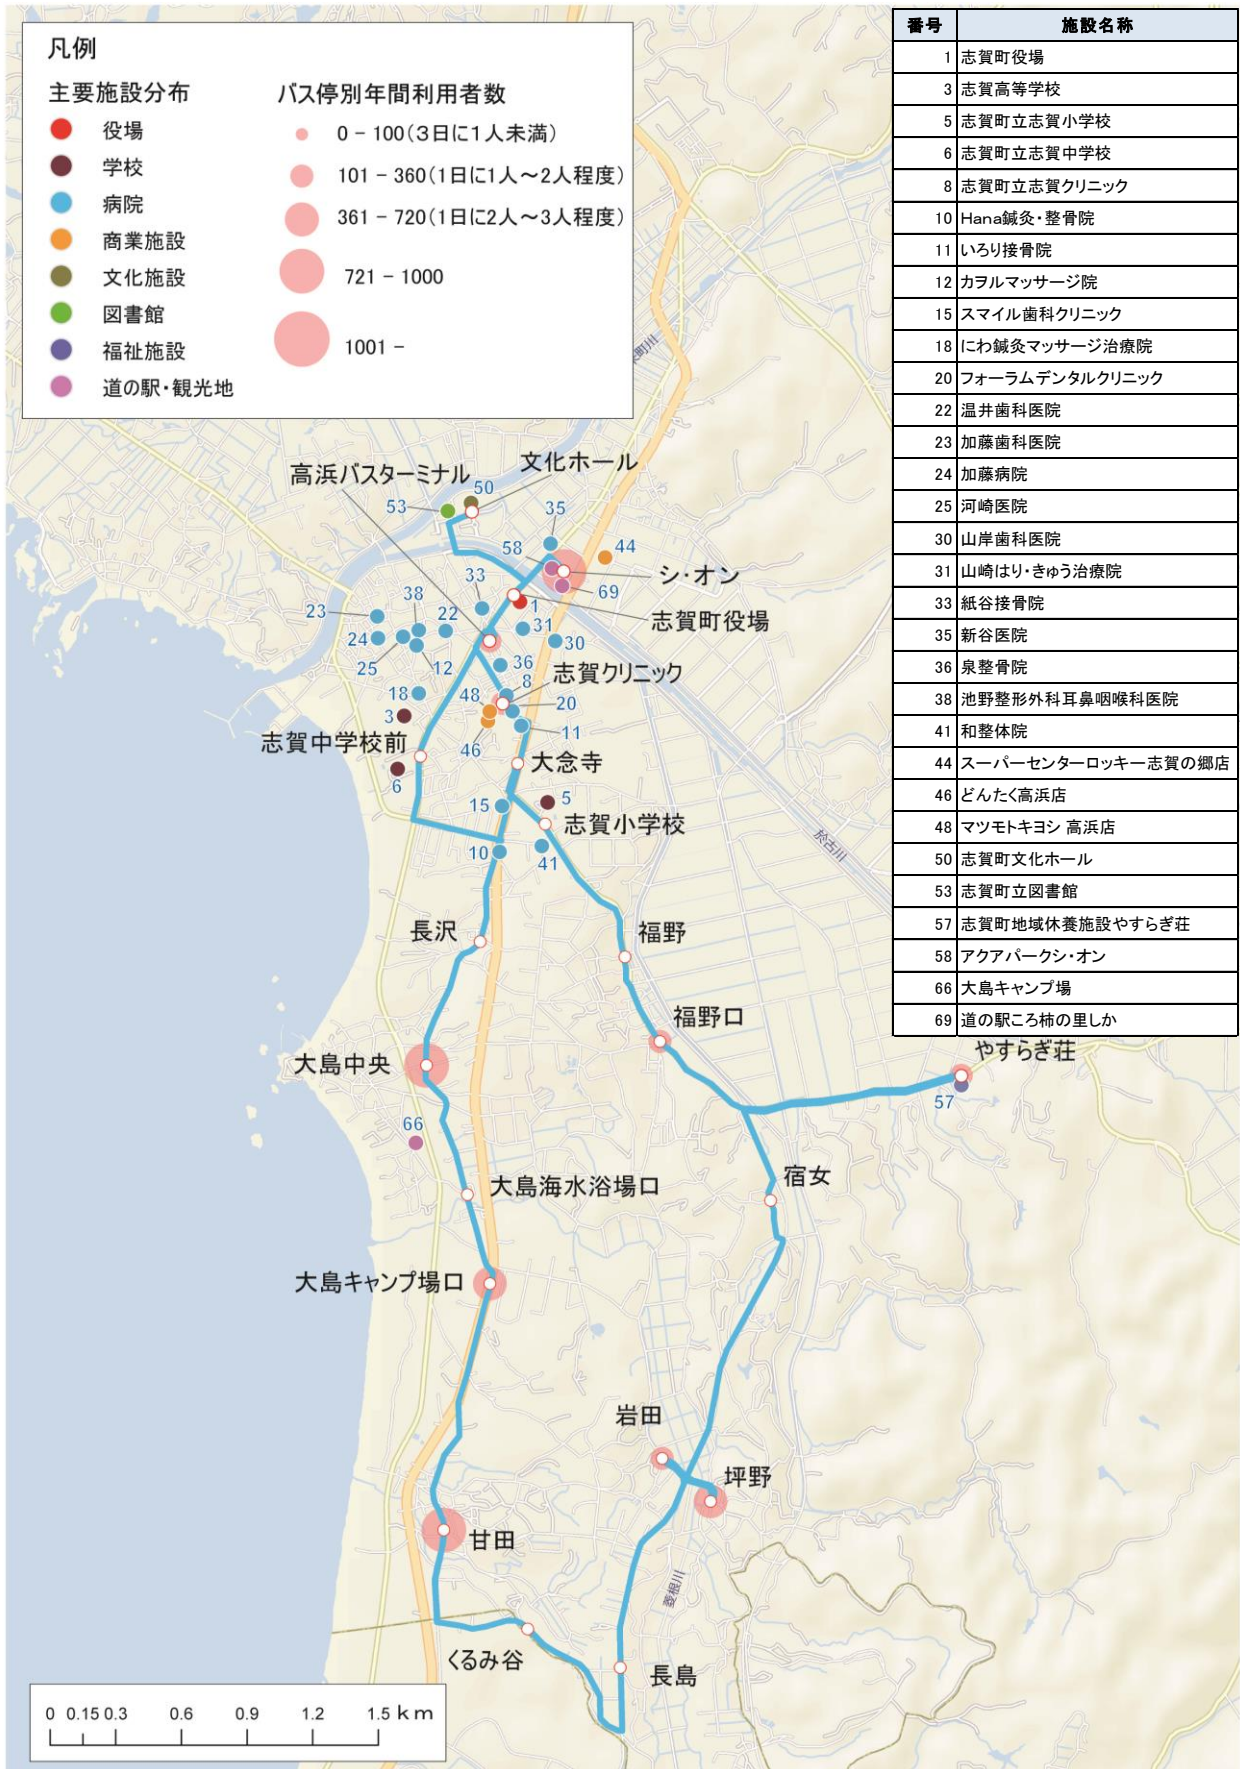 凡例
主要施設分布
役場
学校
病院
商業施設
文化施設
図書館
福祉施設
道の駅・観光地
バス停別年間利用者数
0 - 100(3日に1人未満)
101 - 360(1日に1人～2人程度)
361 - 720(1日に2人～3人程度)
721 - 1000
1001 -
番号 施設名称
1 志賀町役場
3 志賀高等学校
5 志賀町立志賀小学校
6 志賀町立志賀中学校
8 志賀町立志賀クリニック
10 Hana鍼灸・整骨院
11 いろり接骨院
12 カヲルマッサージ院
15 スマイル歯科クリニック
18 にわ鍼灸マッサージ治療院
20 フォーラムデンタルクリニック
22 温井歯科医院
23 加藤歯科医院
24 加藤病院
25 河崎医院
30 山岸歯科医院
31 山崎はり・きゅう治療院
33 紙谷接骨院
35 新谷医院
36 泉整骨院
38 池野整形外科耳鼻咽喉科医院
41 和整体院
44 スーパーセンターロッキー志賀の郷店
46 どんたく高浜店
48 マツモトキヨシ 高浜店
50 志賀町文化ホール
53 志賀町立図書館
57 志賀町地域休養施設やすらぎ荘
58 アクアパークシ・オン
66 大島キャンプ場
69 道の駅ころ柿の里しか
町川
文化ホール
高浜バスターミナル
50
53
35
58
44
シ・オン
69
33
38
23
22
1
志賀町役場
31
30
24
25
12
36
志賀クリニック
8
18
48
20
3
11
46
志賀中学校前
大念寺
6
5
15
志賀小学校
於古川
10
41
長沢
福野
福野口
大島中央
やすらぎ荘
57
66
宿女
大島海水浴場口
大島キャンプ場口
岩田
坪野
甘田
菱根川
くるみ谷
長島
0 0.15 0.3 0.6 0.9 1.2 1.5 km